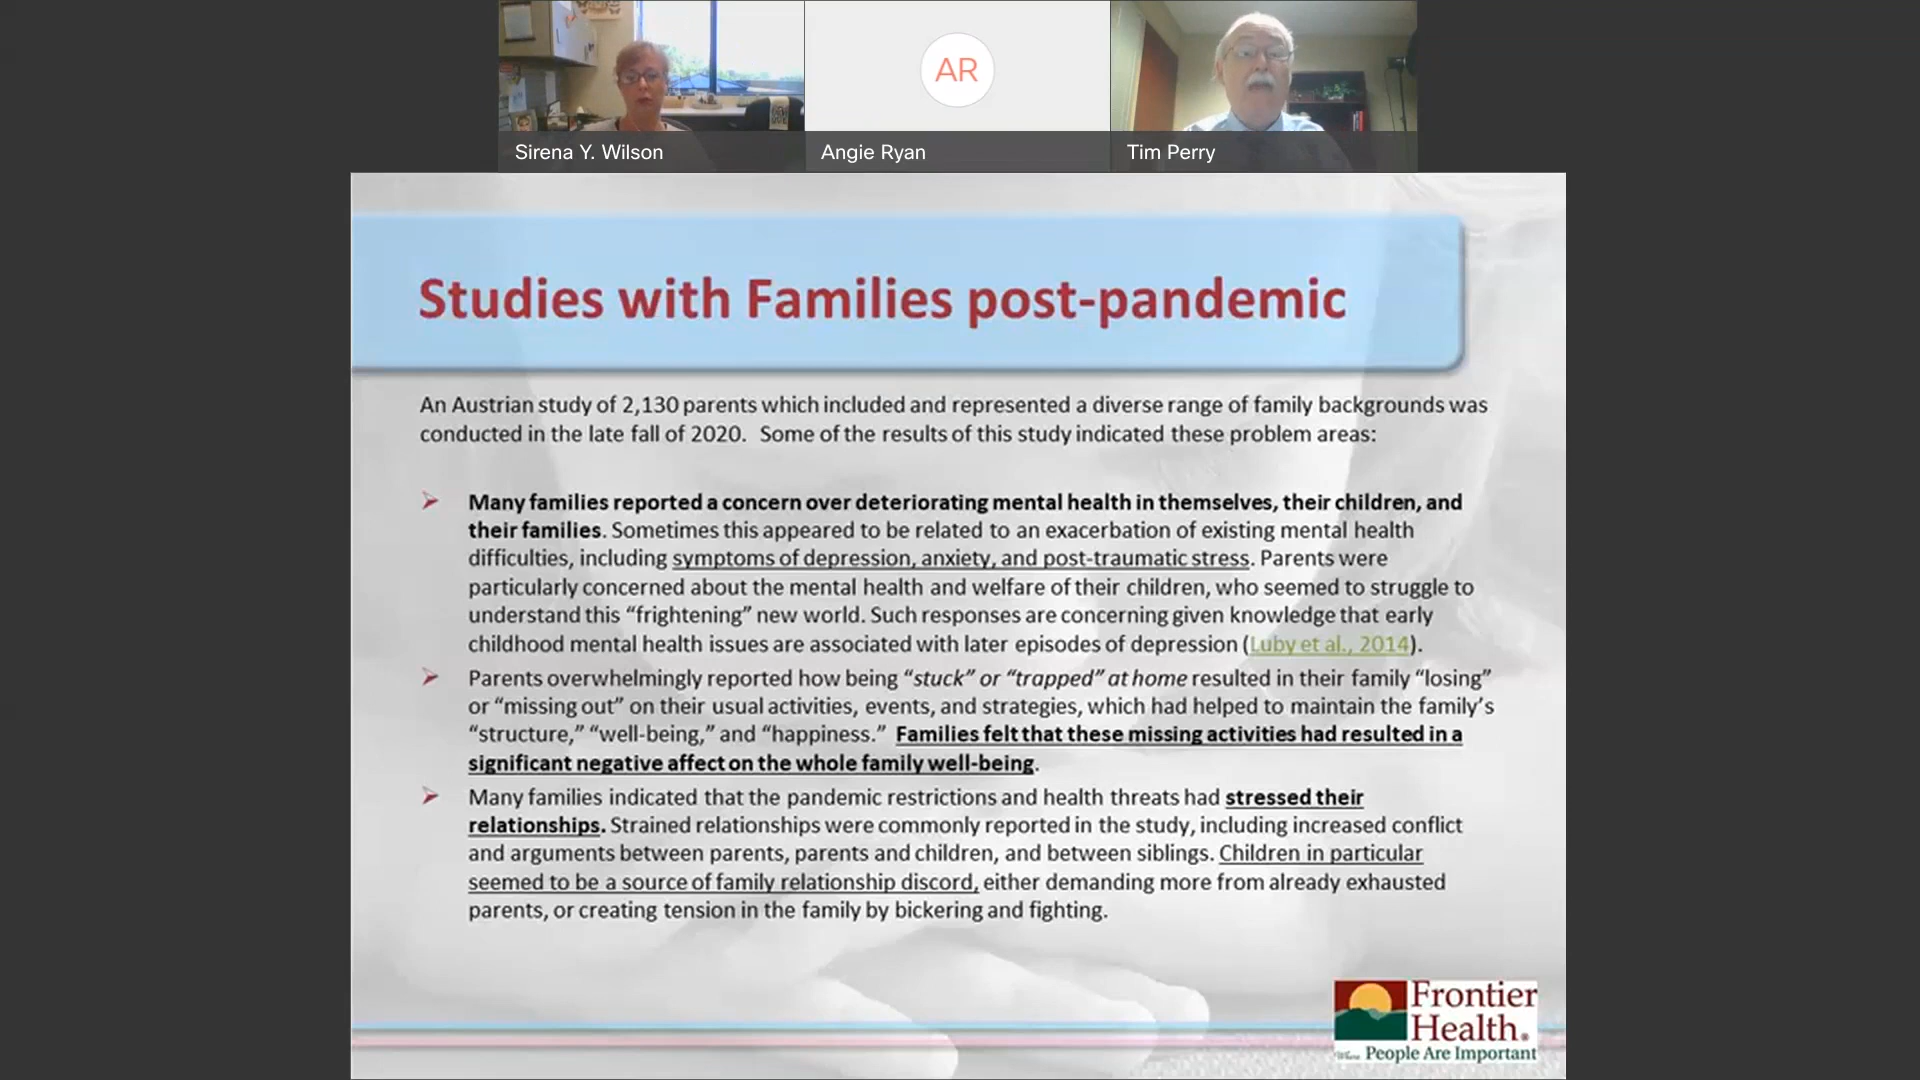 AR
Sirena Y. Wilson
Angie Ryan
Tim Perry
Studies with Families post-pandemic
An Austrian study of 2,130 parents which included and represented a diverse range of family backgrounds was
conducted in the late fall of 2020. Some of the results of this study indicated these problem areas:
Many families reported a concern over deteriorating mental health in themselves, their children, and
their families. Sometimes this appeared to be related to an exacerbation of existing mental health
difficulties, including symptoms of depression, anxiety, and post-traumatic stress. Parents were
particularly concerned about the mental health and welfare of their children, who seemed to struggle to
understand this “frightening” new world. Such responses are concerning given knowledge that early
childhood mental health issues are associated with later episodes of depression (Luby et al., 2014).
Parents overwhelmingly reported how being “stuck” or “trapped” at home resulted in their family “losing”
or “missing out” on their usual activities, events, and strategies, which had helped to maintain the family’s
“structure,” “well-being,” and “happiness.” Families felt that these missing activities had resulted in a
significant negative affect on the whole family well-being.
Many families indicated that the pandemic restrictions and health threats had stressed their
relationships. Strained relationships were commonly reported in the study, including increased conflict
and arguments between parents, parents and children, and between siblings. Children in particular
seemed to be a source of family relationship discord, either demanding more from already exhausted
parents, or creating tension in the family by bickering and fighting.
Frontier
Health®
Where People Are Important